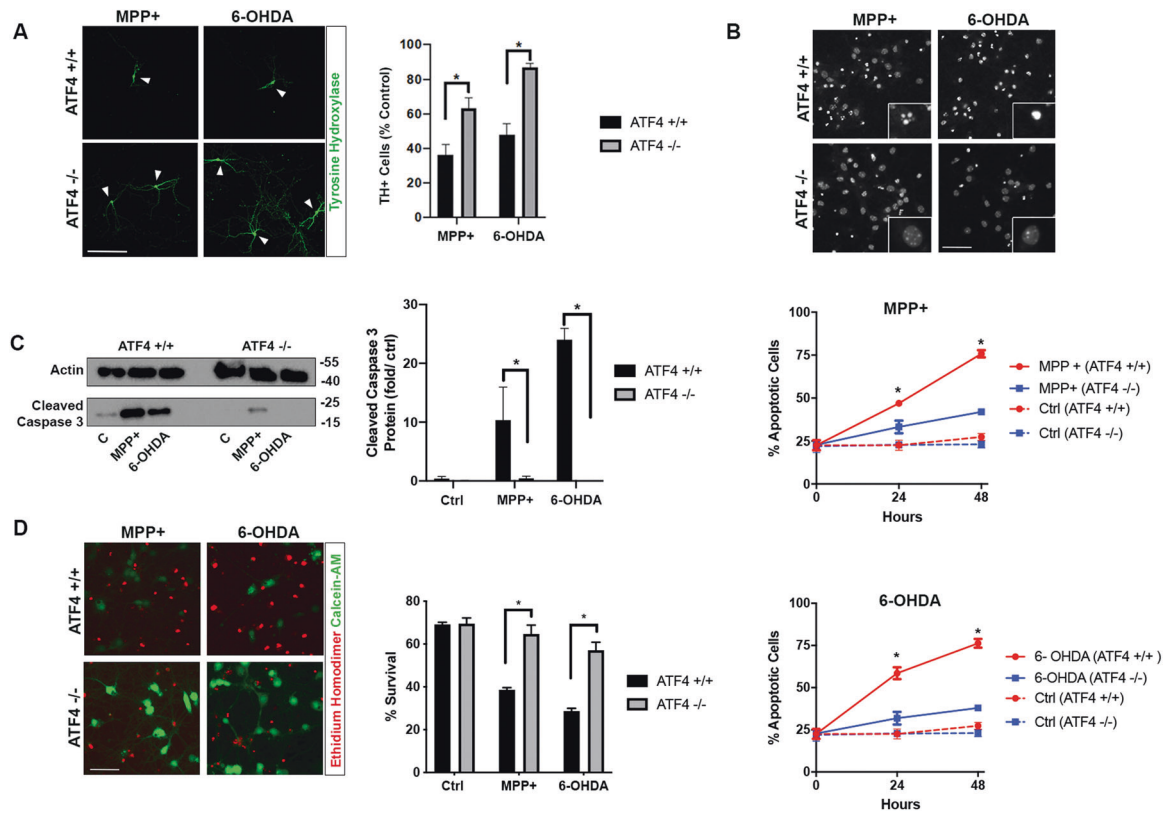 A
MPP+ 6-OHDA
ATF4 +/+
ATF4 -/-
Tyrosine Hydroxylase
TH+ Cells (% Control)
100
80
60
40
20
0
* *
MPP+ 6-OHDA
ATF4 +/+
ATF4 -/-
B
MPP+ 6-OHDA
ATF4 +/+
ATF4 -/-
MPP+
% Apoptotic Cells
100
75
50
25
0
* *
0 24 48
Hours
MPP + (ATF4 +/+)
MPP+ (ATF4 -/-)
Ctrl (ATF4 +/+)
Ctrl (ATF4 -/-)
6-OHDA
% Apoptotic Cells
100
75
50
25
0
* *
0 24 48
Hours
6- OHDA (ATF4 +/+ )
6-OHDA (ATF4 -/-)
Ctrl (ATF4 +/+)
Ctrl (ATF4 -/-)
C
ATF4 +/+ ATF4 -/-
Actin
-55
-40
Cleaved
Caspase 3
-25
-15
C MPP+ 6-OHDA C MPP+ 6-OHDA
Cleaved Caspase 3
Protein (fold/ ctrl)
30
20
10
0
* *
Ctrl MPP+ 6-OHDA
ATF4 +/+
ATF4 -/-
D
MPP+ 6-OHDA
ATF4 +/+
ATF4 -/-
Ethidium Homodimer Calcein-AM
% Survival
80
60
40
20
0
* *
Ctrl MPP+ 6-OHDA
ATF4 +/+
ATF4 -/-